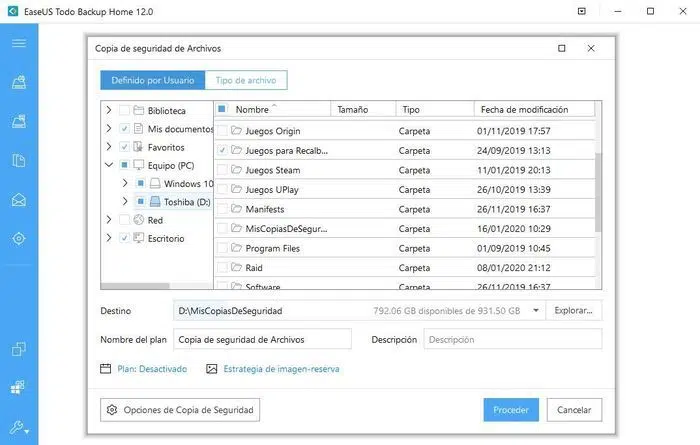 EaseUS Todo Backup Home 12.0
Copia de seguridad de Archivos
Definido por Usuario Tipo de archivo
Biblioteca
Mis documentos
Favoritos
Equipo (PC)
Windows 10
Toshiba (D:)
Red
Escritorio
Nombre Tamaño Tipo Fecha de modificación
Juegos Origin Carpeta 01/11/2019 17:57
Juegos para Recalb... Carpeta 24/09/2019 13:13
Juegos Steam Carpeta 11/01/2019 20:13
Juegos UPlay Carpeta 26/10/2019 13:39
Manifests Carpeta 26/11/2019 16:37
MisCopiasDeSegur... Carpeta 16/01/2020 10:29
Program Files Carpeta 01/09/2019 10:45
Raid Carpeta 08/01/2020 21:12
Software Carpeta 26/11/2019 16:37
Destino D:\MisCopiasDeSeguridad 792.06 GB disponibles de 931.50 GB Explorar...
Nombre del plan Copia de seguridad de Archivos Descripción Descripción
Plan: Desactivado Estrategia de imagen-reserva
Opciones de Copia de Seguridad Proceder Cancelar